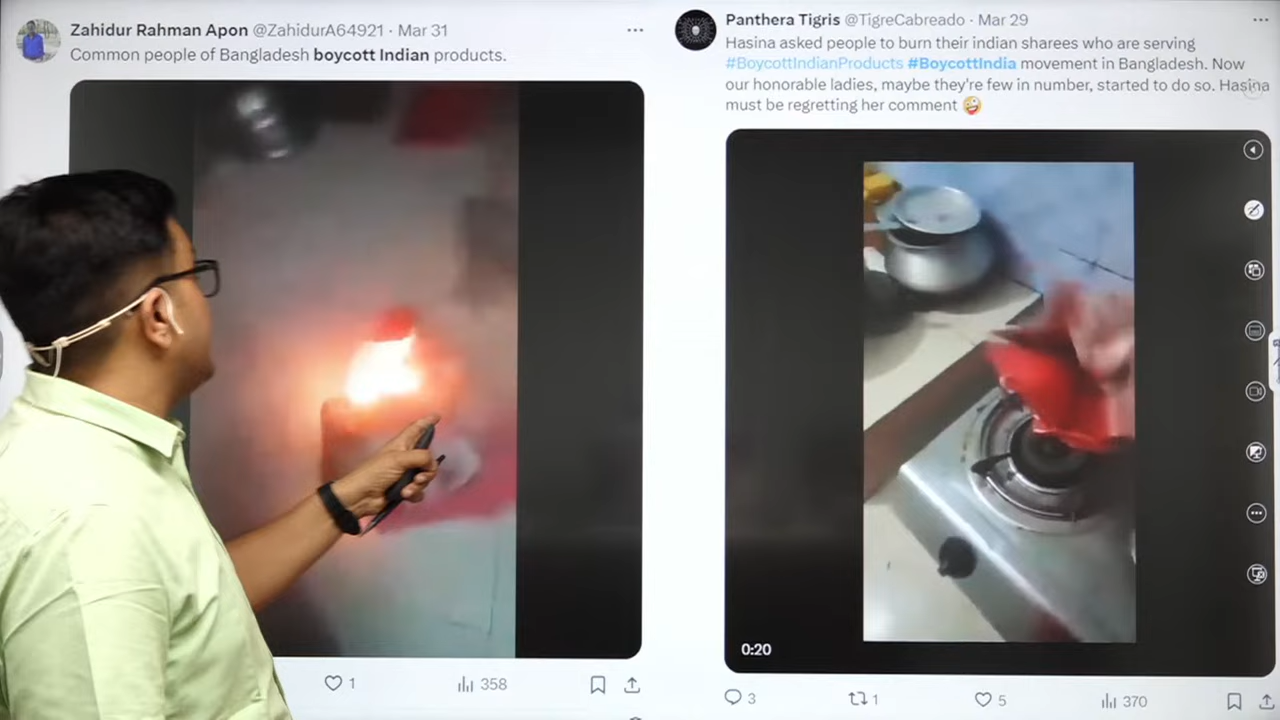 Zahidur Rahman Apon @ZahidurA64921 · Mar 31
Common people of Bangladesh boycott Indian products.
1
358
Panthera Tigris @TigreCabreado · Mar 29
Hasina asked people to burn their indian sharees who are serving
#BoycottIndianProducts #BoycottIndia movement in Bangladesh. Now
our honorable ladies, maybe they're few in number, started to do so. Hasina
must be regretting her comment 🤪
0:20
3
1
5
370